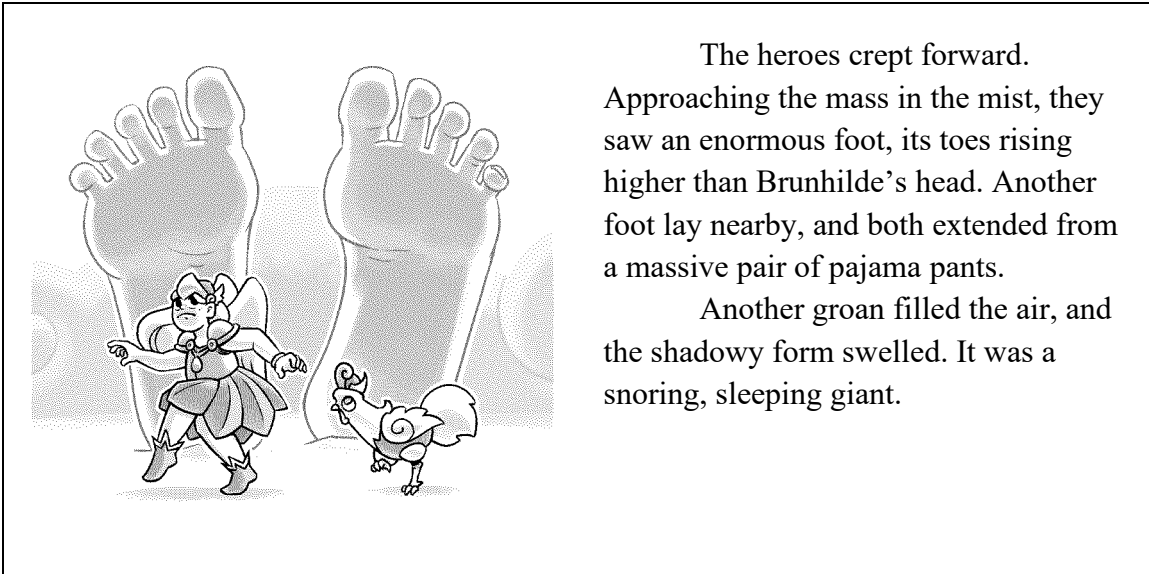 The heroes crept forward.
Approaching the mass in the mist, they
saw an enormous foot, its toes rising
higher than Brunhilde’s head. Another
foot lay nearby, and both extended from
a massive pair of pajama pants.
Another groan filled the air, and
the shadowy form swelled. It was a
snoring, sleeping giant.